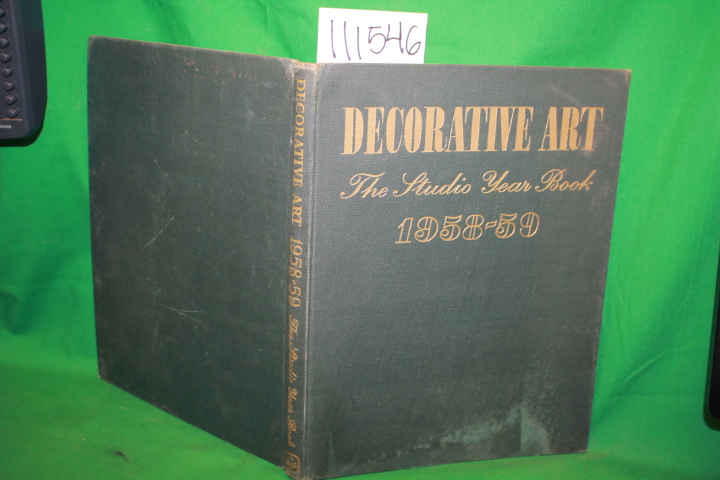 111546
DECORATIVE ART
The Studio Year Book
1958-59
DECORATIVE ART 1958-59 The Studio Year Book